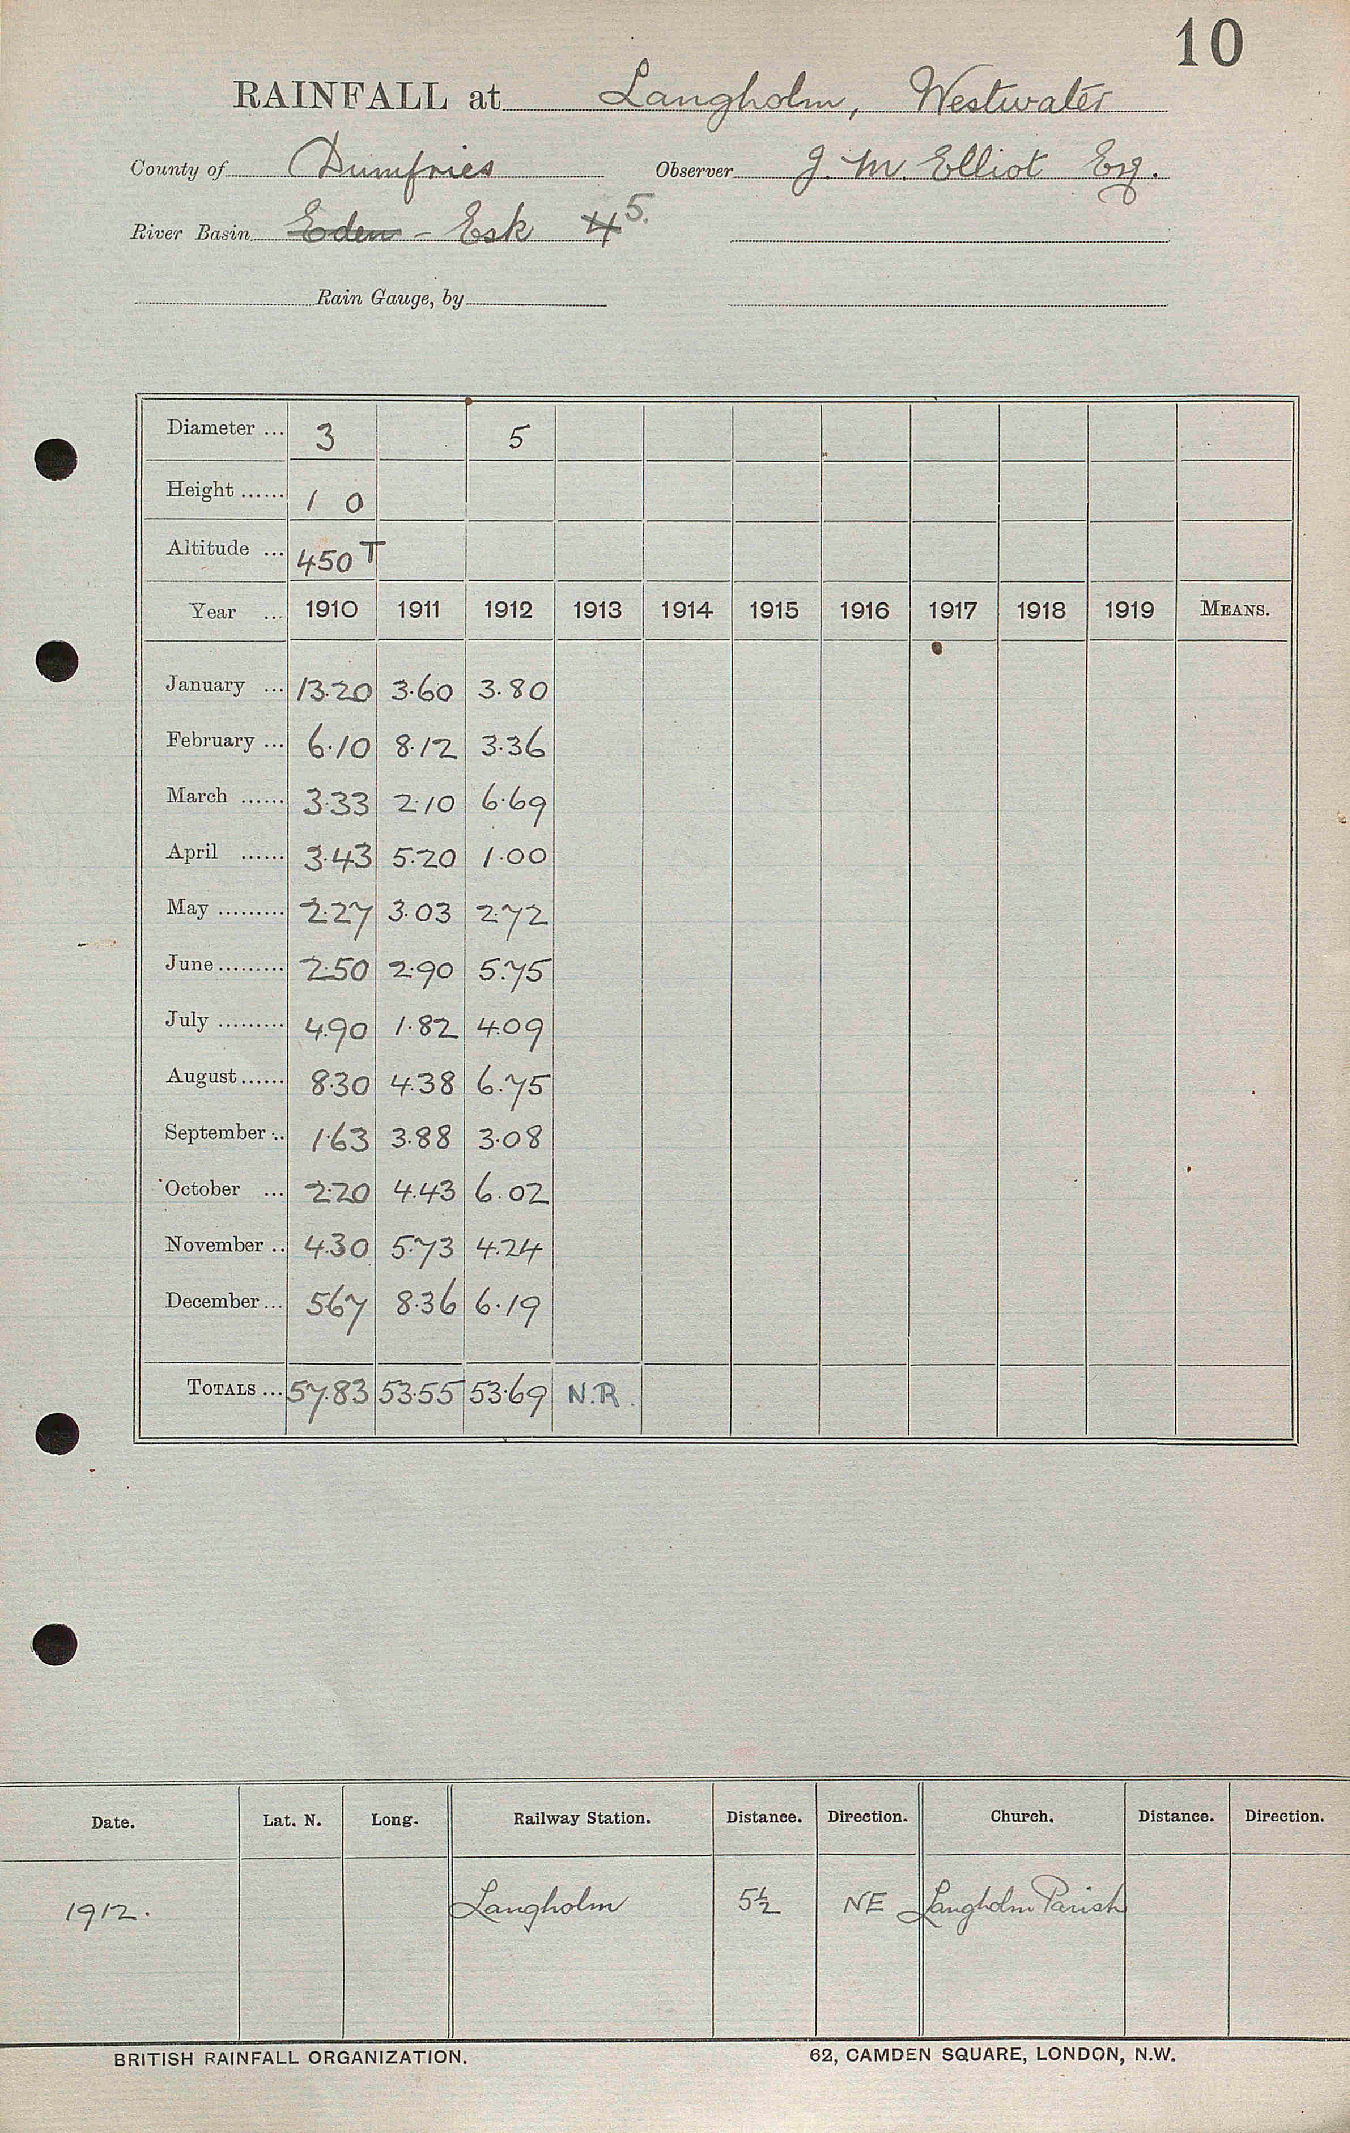 10
RAINFALL at Langholm, Westwater
County of Dumfries Observer J. M. Elliot Esq.
River Basin Eden - Esk 4 5.
Rain Gauge, by
Diameter ... 3 5
Height ...... 1 0
Altitude ... 450 T
Year ... 1910 1911 1912 1913 1914 1915 1916 1917 1918 1919 MEANS.
January ... 13.20 3.60 3.80
February ... 6.10 8.12 3.36
March ...... 3.33 2.10 6.69
April ...... 3.43 5.20 1.00
May ......... 2.27 3.03 2.72
June ......... 2.50 2.90 5.75
July ......... 4.90 1.82 4.09
August ...... 8.30 4.38 6.75
September ... 1.63 3.88 3.08
October ... 2.20 4.43 6.02
November .. 4.30 5.73 4.24
December ... 5.67 8.36 6.19
TOTALS ... 57.83 53.55 53.69 N.R.
Date. Lat. N. Long. Railway Station. Distance. Direction. Church. Distance. Direction.
1912. Langholm 5½ NE Langholm Parish
BRITISH RAINFALL ORGANIZATION. 62, CAMDEN SQUARE, LONDON, N.W.